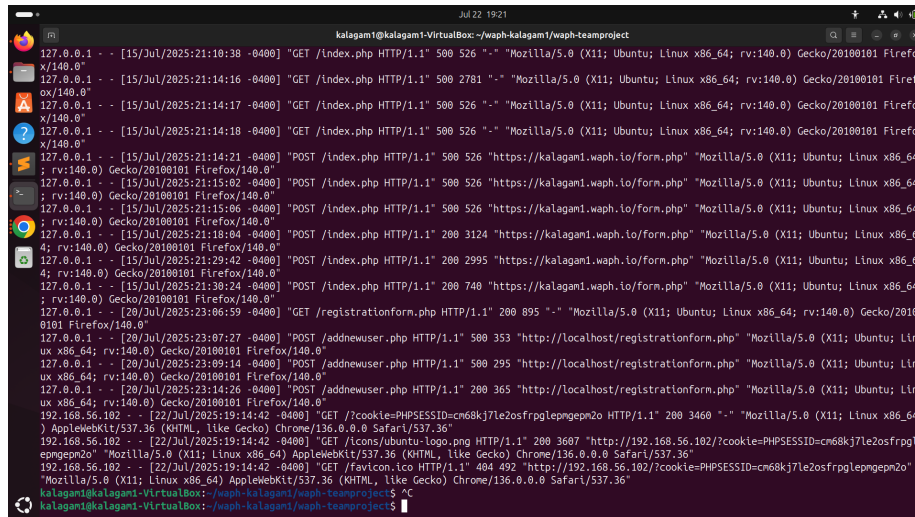 Jul 22 19:21
kalagam1@kalagam1-VirtualBox: ~/waph-kalagam1/waph-teamproject
127.0.0.1 - - [15/Jul/2025:21:10:38 -0400] "GET /index.php HTTP/1.1" 500 526 "-" "Mozilla/5.0 (X11; Ubuntu; Linux x86_64; rv:140.0) Gecko/20100101 Firefo
x/140.0"
127.0.0.1 - - [15/Jul/2025:21:14:16 -0400] "GET /index.php HTTP/1.1" 500 2781 "-" "Mozilla/5.0 (X11; Ubuntu; Linux x86_64; rv:140.0) Gecko/20100101 Firef
ox/140.0"
127.0.0.1 - - [15/Jul/2025:21:14:17 -0400] "GET /index.php HTTP/1.1" 500 526 "-" "Mozilla/5.0 (X11; Ubuntu; Linux x86_64; rv:140.0) Gecko/20100101 Firefo
x/140.0"
127.0.0.1 - - [15/Jul/2025:21:14:18 -0400] "GET /index.php HTTP/1.1" 500 526 "-" "Mozilla/5.0 (X11; Ubuntu; Linux x86_64; rv:140.0) Gecko/20100101 Firefo
x/140.0"
127.0.0.1 - - [15/Jul/2025:21:14:21 -0400] "POST /index.php HTTP/1.1" 500 526 "https://kalagam1.waph.io/form.php" "Mozilla/5.0 (X11; Ubuntu; Linux x86_64
; rv:140.0) Gecko/20100101 Firefox/140.0"
127.0.0.1 - - [15/Jul/2025:21:15:02 -0400] "POST /index.php HTTP/1.1" 500 526 "https://kalagam1.waph.io/form.php" "Mozilla/5.0 (X11; Ubuntu; Linux x86_64
; rv:140.0) Gecko/20100101 Firefox/140.0"
127.0.0.1 - - [15/Jul/2025:21:15:06 -0400] "POST /index.php HTTP/1.1" 500 526 "https://kalagam1.waph.io/form.php" "Mozilla/5.0 (X11; Ubuntu; Linux x86_64
; rv:140.0) Gecko/20100101 Firefox/140.0"
127.0.0.1 - - [15/Jul/2025:21:18:04 -0400] "POST /index.php HTTP/1.1" 200 3124 "https://kalagam1.waph.io/form.php" "Mozilla/5.0 (X11; Ubuntu; Linux x86_6
4; rv:140.0) Gecko/20100101 Firefox/140.0"
127.0.0.1 - - [15/Jul/2025:21:29:42 -0400] "POST /index.php HTTP/1.1" 200 2995 "https://kalagam1.waph.io/form.php" "Mozilla/5.0 (X11; Ubuntu; Linux x86_6
4; rv:140.0) Gecko/20100101 Firefox/140.0"
127.0.0.1 - - [15/Jul/2025:21:30:24 -0400] "POST /index.php HTTP/1.1" 200 740 "https://kalagam1.waph.io/form.php" "Mozilla/5.0 (X11; Ubuntu; Linux x86_64
; rv:140.0) Gecko/20100101 Firefox/140.0"
127.0.0.1 - - [20/Jul/2025:23:06:59 -0400] "GET /registrationform.php HTTP/1.1" 200 895 "-" "Mozilla/5.0 (X11; Ubuntu; Linux x86_64; rv:140.0) Gecko/2010
0101 Firefox/140.0"
127.0.0.1 - - [20/Jul/2025:23:07:27 -0400] "POST /addnewuser.php HTTP/1.1" 500 353 "http://localhost/registrationform.php" "Mozilla/5.0 (X11; Ubuntu; Lin
ux x86_64; rv:140.0) Gecko/20100101 Firefox/140.0"
127.0.0.1 - - [20/Jul/2025:23:09:14 -0400] "POST /addnewuser.php HTTP/1.1" 500 295 "http://localhost/registrationform.php" "Mozilla/5.0 (X11; Ubuntu; Lin
ux x86_64; rv:140.0) Gecko/20100101 Firefox/140.0"
127.0.0.1 - - [20/Jul/2025:23:14:26 -0400] "POST /addnewuser.php HTTP/1.1" 200 365 "http://localhost/registrationform.php" "Mozilla/5.0 (X11; Ubuntu; Lin
ux x86_64; rv:140.0) Gecko/20100101 Firefox/140.0"
192.168.56.102 - - [22/Jul/2025:19:14:42 -0400] "GET /?cookie=PHPSESSID=cm68kj7le2osfrpglepmgepm2o HTTP/1.1" 200 3460 "-" "Mozilla/5.0 (X11; Linux x86_64
) AppleWebKit/537.36 (KHTML, like Gecko) Chrome/136.0.0.0 Safari/537.36"
192.168.56.102 - - [22/Jul/2025:19:14:42 -0400] "GET /icons/ubuntu-logo.png HTTP/1.1" 200 3607 "http://192.168.56.102/?cookie=PHPSESSID=cm68kj7le2osfrpgl
epmgepm2o" "Mozilla/5.0 (X11; Linux x86_64) AppleWebKit/537.36 (KHTML, like Gecko) Chrome/136.0.0.0 Safari/537.36"
192.168.56.102 - - [22/Jul/2025:19:14:42 -0400] "GET /favicon.ico HTTP/1.1" 404 492 "http://192.168.56.102/?cookie=PHPSESSID=cm68kj7le2osfrpglepmgepm2o"
"Mozilla/5.0 (X11; Linux x86_64) AppleWebKit/537.36 (KHTML, like Gecko) Chrome/136.0.0.0 Safari/537.36"
kalagam1@kalagam1-VirtualBox:~/waph-kalagam1/waph-teamproject$ ^C
kalagam1@kalagam1-VirtualBox:~/waph-kalagam1/waph-teamproject$